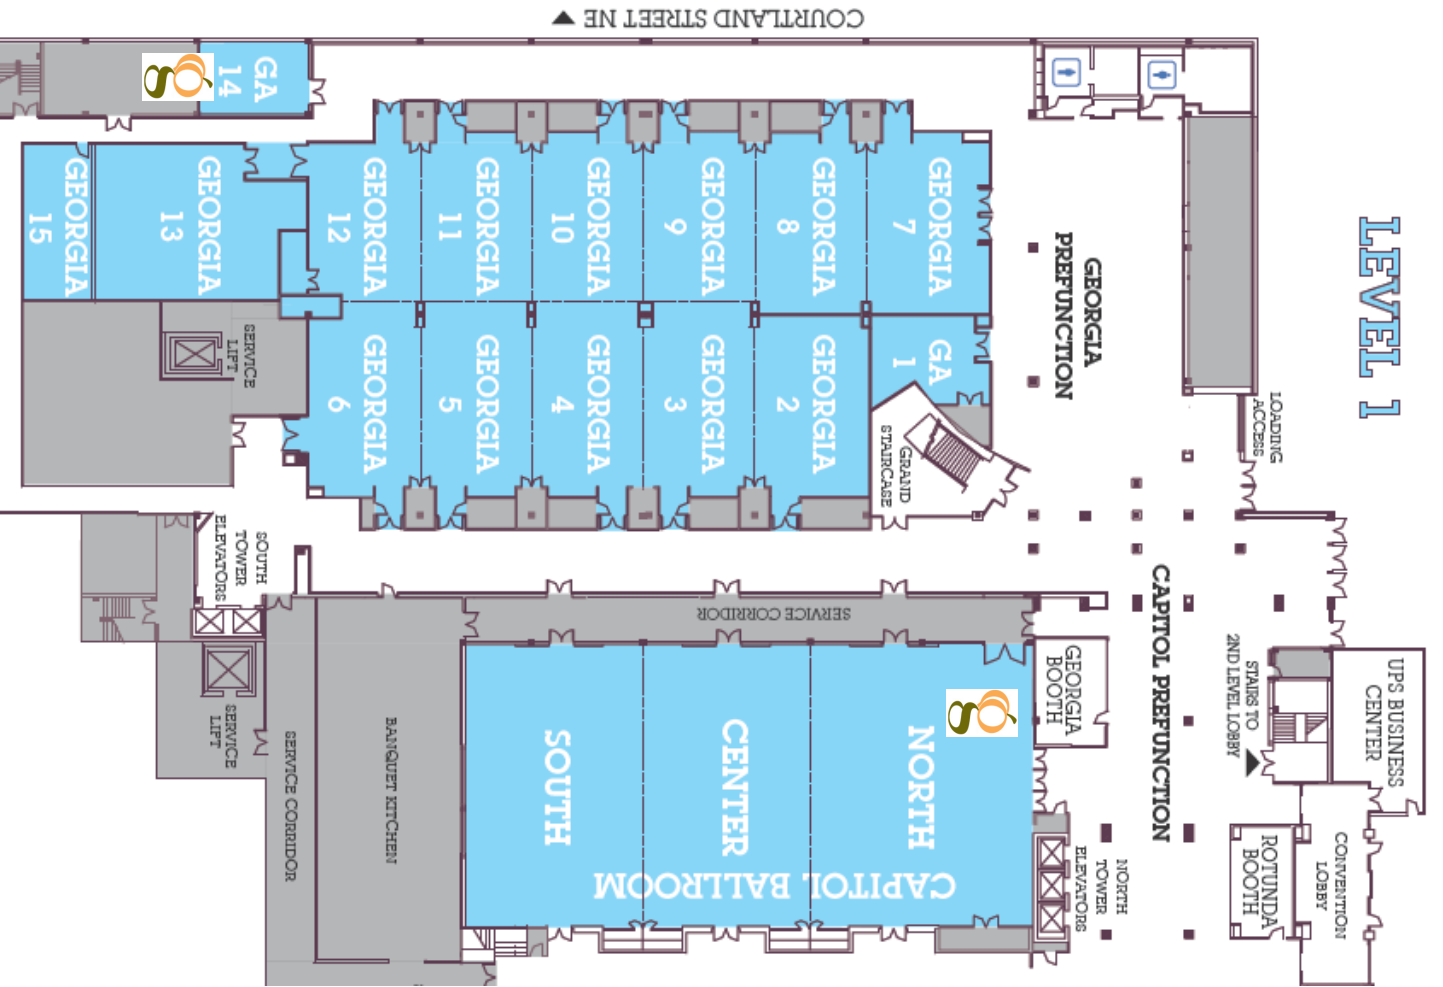 COURTLAND STREET NE
LEVEL 1
go
GA
14
GEORGIA
15
GEORGIA
13
GEORGIA
12
GEORGIA
11
GEORGIA
10
GEORGIA
9
GEORGIA
8
GEORGIA
7
GEORGIA
PREFUNCTION
SERVICE
LIFT
GEORGIA
6
GEORGIA
5
GEORGIA
4
GEORGIA
3
GEORGIA
2
GA
1
GRAND
STAIRCASE
LOADING
ACCESS
SOUTH
TOWER
ELEVATORS
SERVICE CORRIDOR
GEORGIA
BOOTH
CAPITOL PREFUNCTION
STAIRS TO
2ND LEVEL LOBBY
UPS BUSINESS
CENTER
SERVICE
LIFT
SERVICE CORRIDOR
BANQUET KITCHEN
SOUTH
CENTER
NORTH
go
CAPITOL BALLROOM
NORTH
TOWER
ELEVATORS
ROTUNDA
BOOTH
CONVENTION
LOBBY